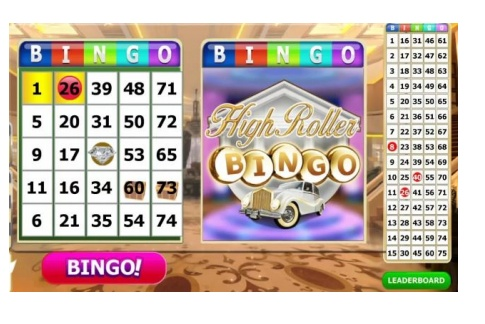 B I N G O
1 26 39 48 71
5 20 31 50 72
9 17 53 65
11 16 34 60 73
6 21 35 54 74
BINGO!
B I N G O
High Roller
BINGO
B I N G O
1 16 31 46 61
2 17 32 47 62
3 18 33 48 63
4 19 34 49 64
5 20 35 50 65
6 21 36 51 66
7 22 37 52 67
8 23 38 53 68
9 24 39 54 69
10 25 40 55 70
11 26 41 56 71
12 27 42 57 72
13 28 43 58 73
14 29 44 59 74
15 30 45 60 75
LEADERBOARD